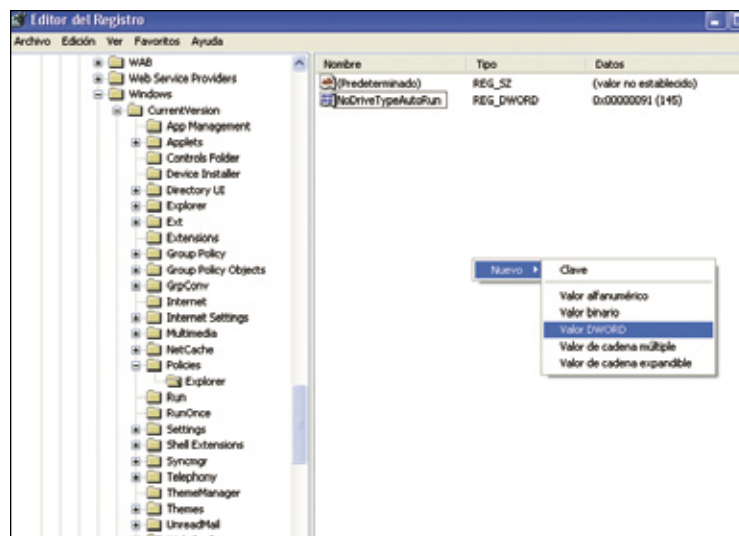 Editor del Registro
Archivo Edición Ver Favoritos Ayuda
WAB
Web Service Providers
Windows
CurrentVersion
App Management
Applets
Controls Folder
Device Installer
Directory UI
Explorer
Ext
Extensions
Group Policy
Group Policy Objects
GrpConv
Internet
Internet Settings
Multimedia
NetCache
Policies
Explorer
Run
RunOnce
Settings
Shell Extensions
Syncmgr
Telephony
ThemeManager
Themes
UnreadMail
Nombre Tipo Datos
(Predeterminado) REG_SZ (valor no establecido)
NoDriveTypeAutoRun REG_DWORD 0x00000091 (145)
Nuevo
Clave
Valor alfanumérico
Valor binario
Valor DWORD
Valor de cadena múltiple
Valor de cadena expandible